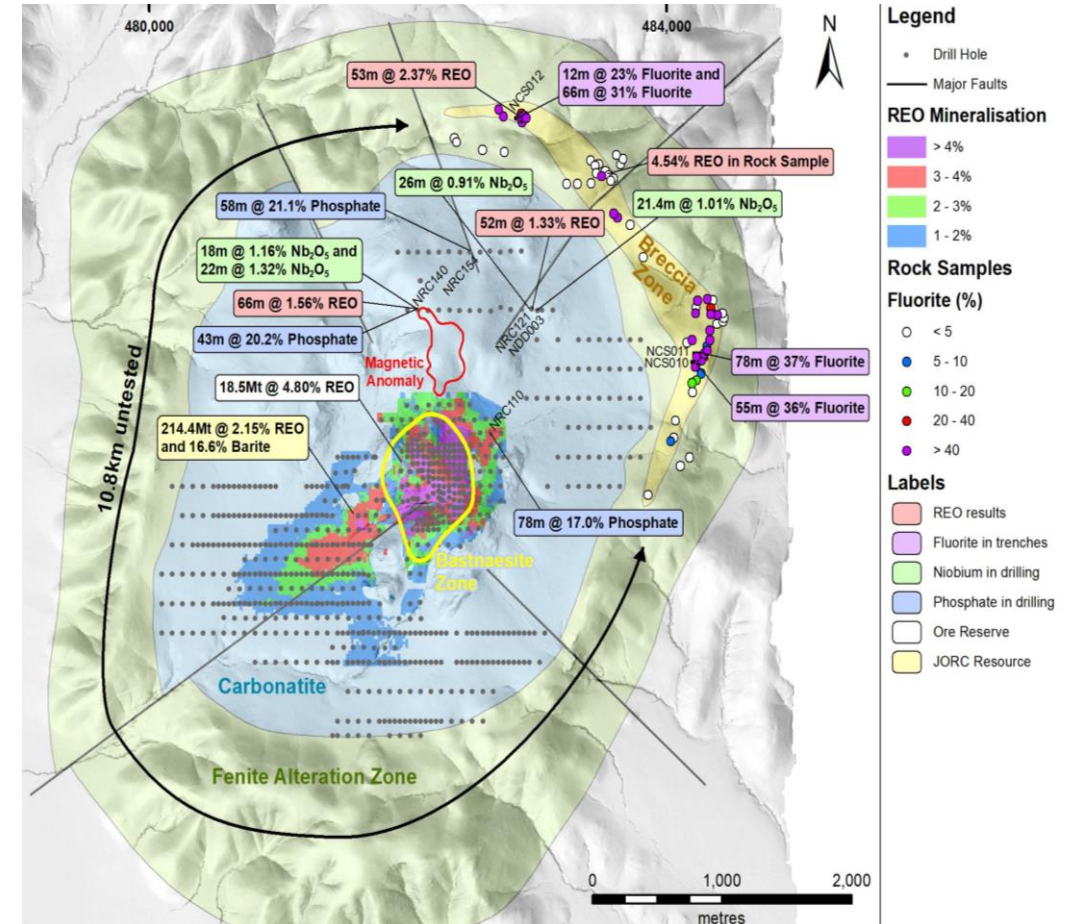 480,000
484,000
N
53m @ 2.37% REO
NCS012
12m @ 23% Fluorite and
66m @ 31% Fluorite
4.54% REO in Rock Sample
26m @ 0.91% Nb₂O₅
58m @ 21.1% Phosphate
21.4m @ 1.01% Nb₂O₅
52m @ 1.33% REO
18m @ 1.16% Nb₂O₅ and
22m @ 1.32% Nb₂O₅
NRC140
NRC154
Breccia
Zone
66m @ 1.56% REO
43m @ 20.2% Phosphate
NRC121
NDD003
Magnetic
Anomaly
NCS011
NCS010
78m @ 37% Fluorite
18.5Mt @ 4.80% REO
55m @ 36% Fluorite
NRC110
214.4Mt @ 2.15% REO
and 16.6% Barite
10.8km untested
78m @ 17.0% Phosphate
Bastnaesite
Zone
Carbonatite
Fenite Alteration Zone
0
1,000
2,000
metres
Legend
Drill Hole
Major Faults
REO Mineralisation
> 4%
3 - 4%
2 - 3%
1 - 2%
Rock Samples
Fluorite (%)
< 5
5 - 10
10 - 20
20 - 40
> 40
Labels
REO results
Fluorite in trenches
Niobium in drilling
Phosphate in drilling
Ore Reserve
JORC Resource